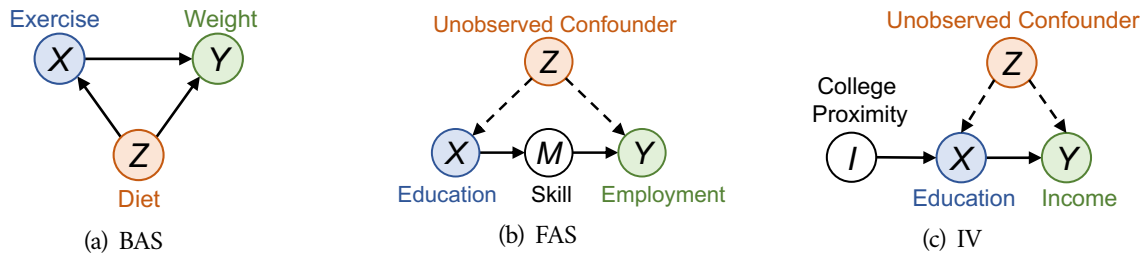 Exercise
Weight
X
Y
Z
Diet
(a) BAS
Unobserved Confounder
Z
X
M
Y
Education
Skill
Employment
(b) FAS
Unobserved Confounder
Z
College
Proximity
I
X
Y
Education
Income
(c) IV